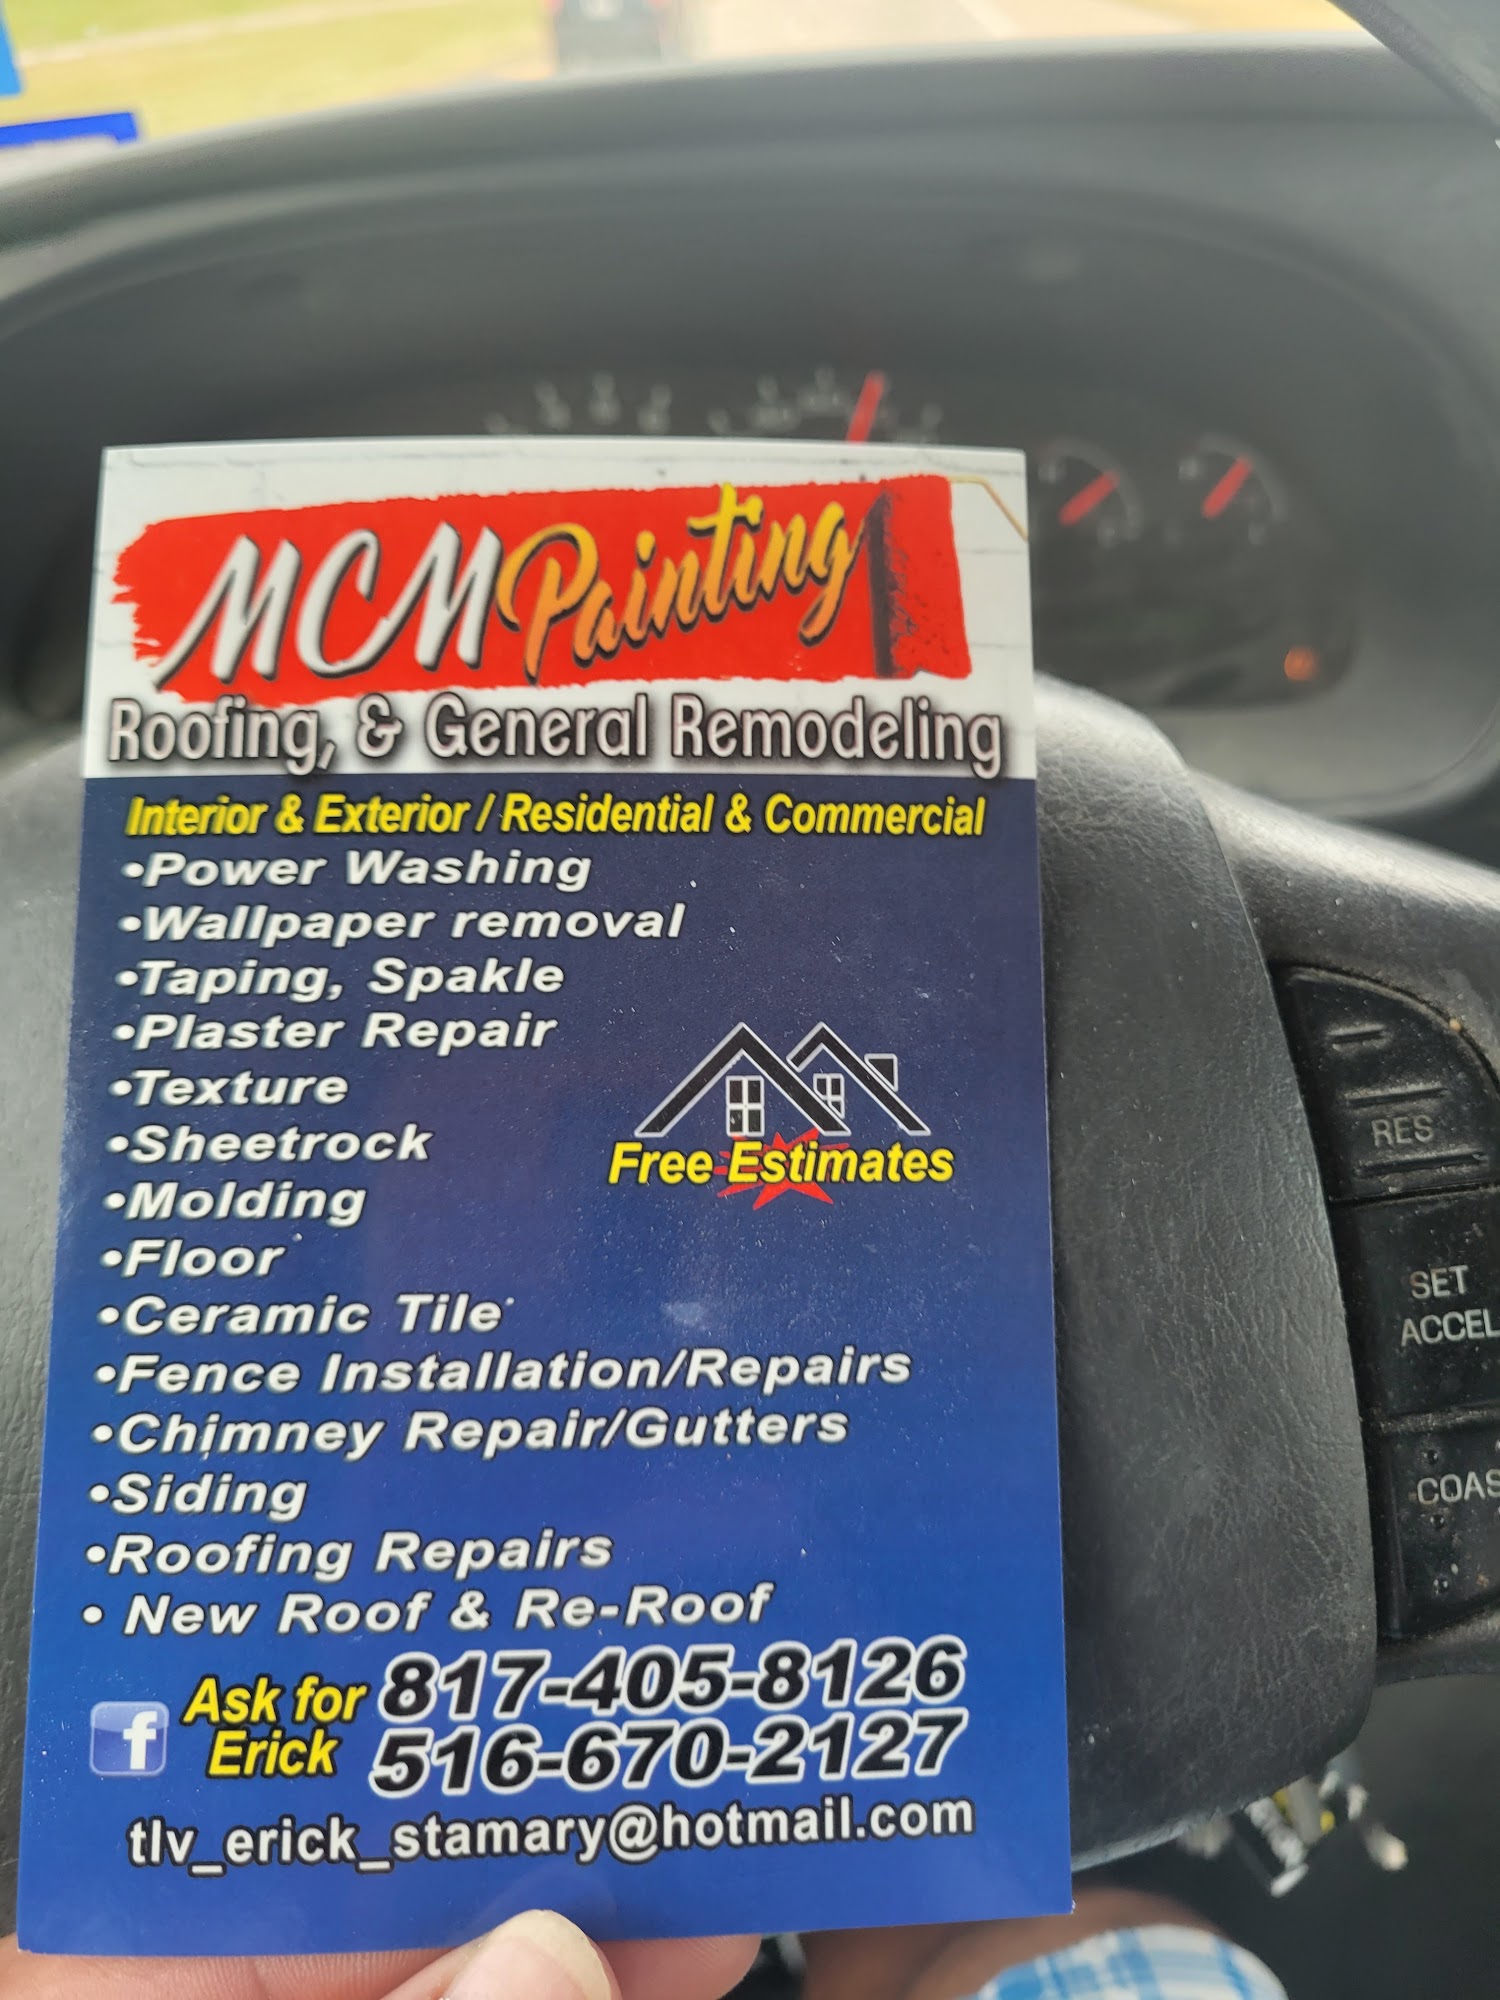 MCM Painting
Roofing, & General Remodeling
Interior & Exterior / Residential & Commercial
•Power Washing
•Wallpaper removal
•Taping, Spakle
•Plaster Repair
•Texture
•Sheetrock
•Molding
•Floor
•Ceramic Tile
•Fence Installation/Repairs
•Chimney Repair/Gutters
•Siding
•Roofing Repairs
• New Roof & Re-Roof
Free Estimates
f
Ask for
Erick
817-405-8126
516-670-2127
tlv_erick_stamary@hotmail.com
RES
SET
ACCEL
COAS